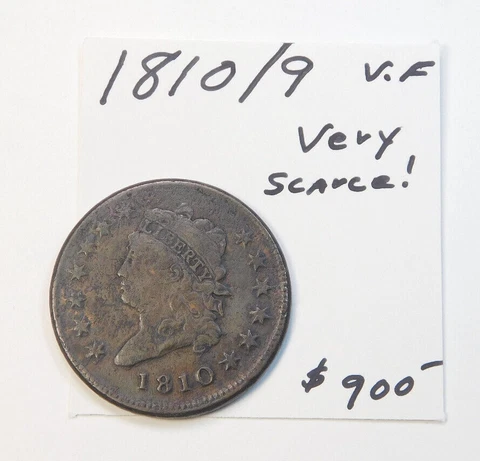 1810/9 V.F
Very
Scarce!
LIBERTY
1810
$900-